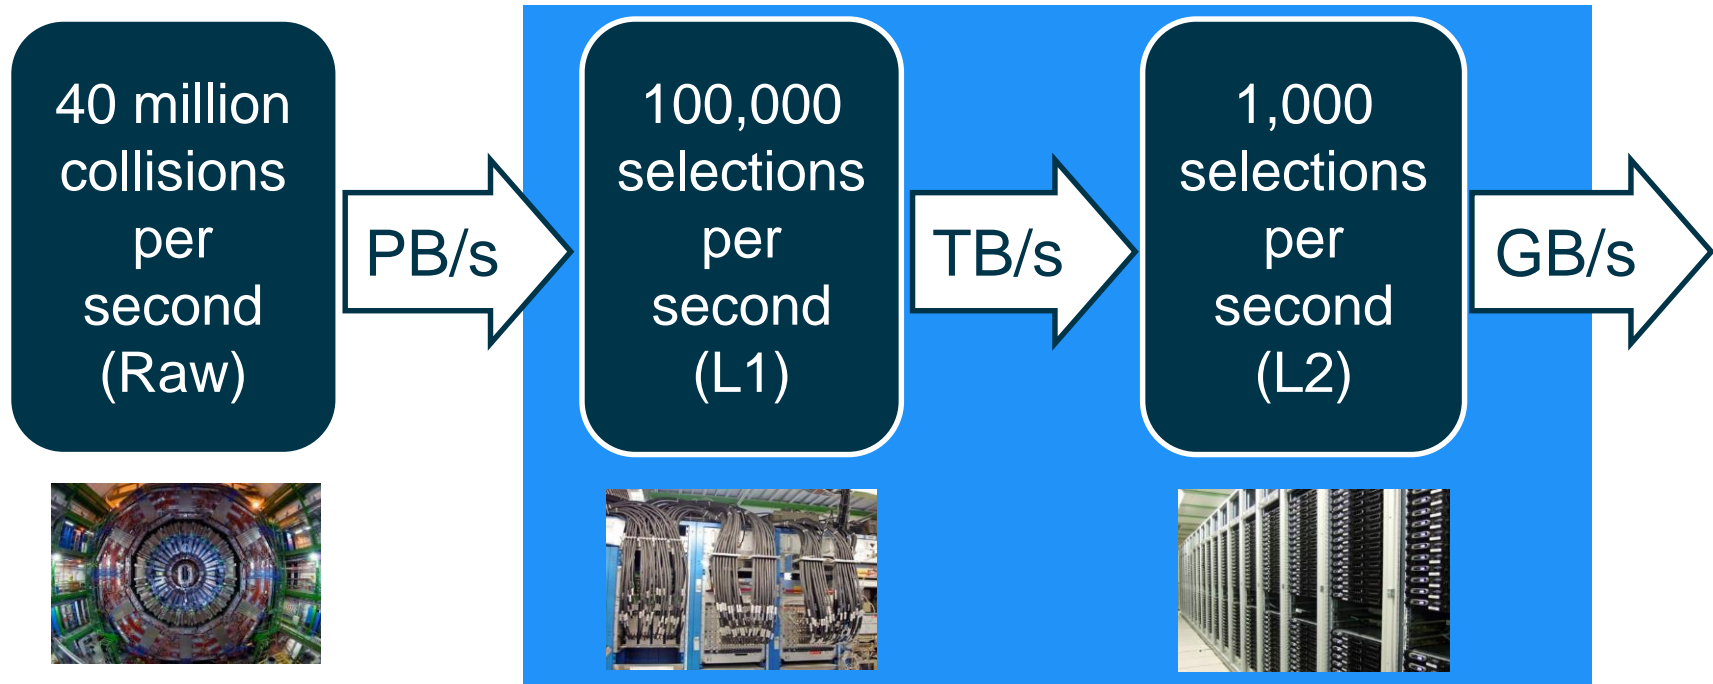 40 million
collisions
per
second
(Raw)
PB/s
100,000
selections
per
second
(L1)
TB/s
1,000
selections
per
second
(L2)
GB/s